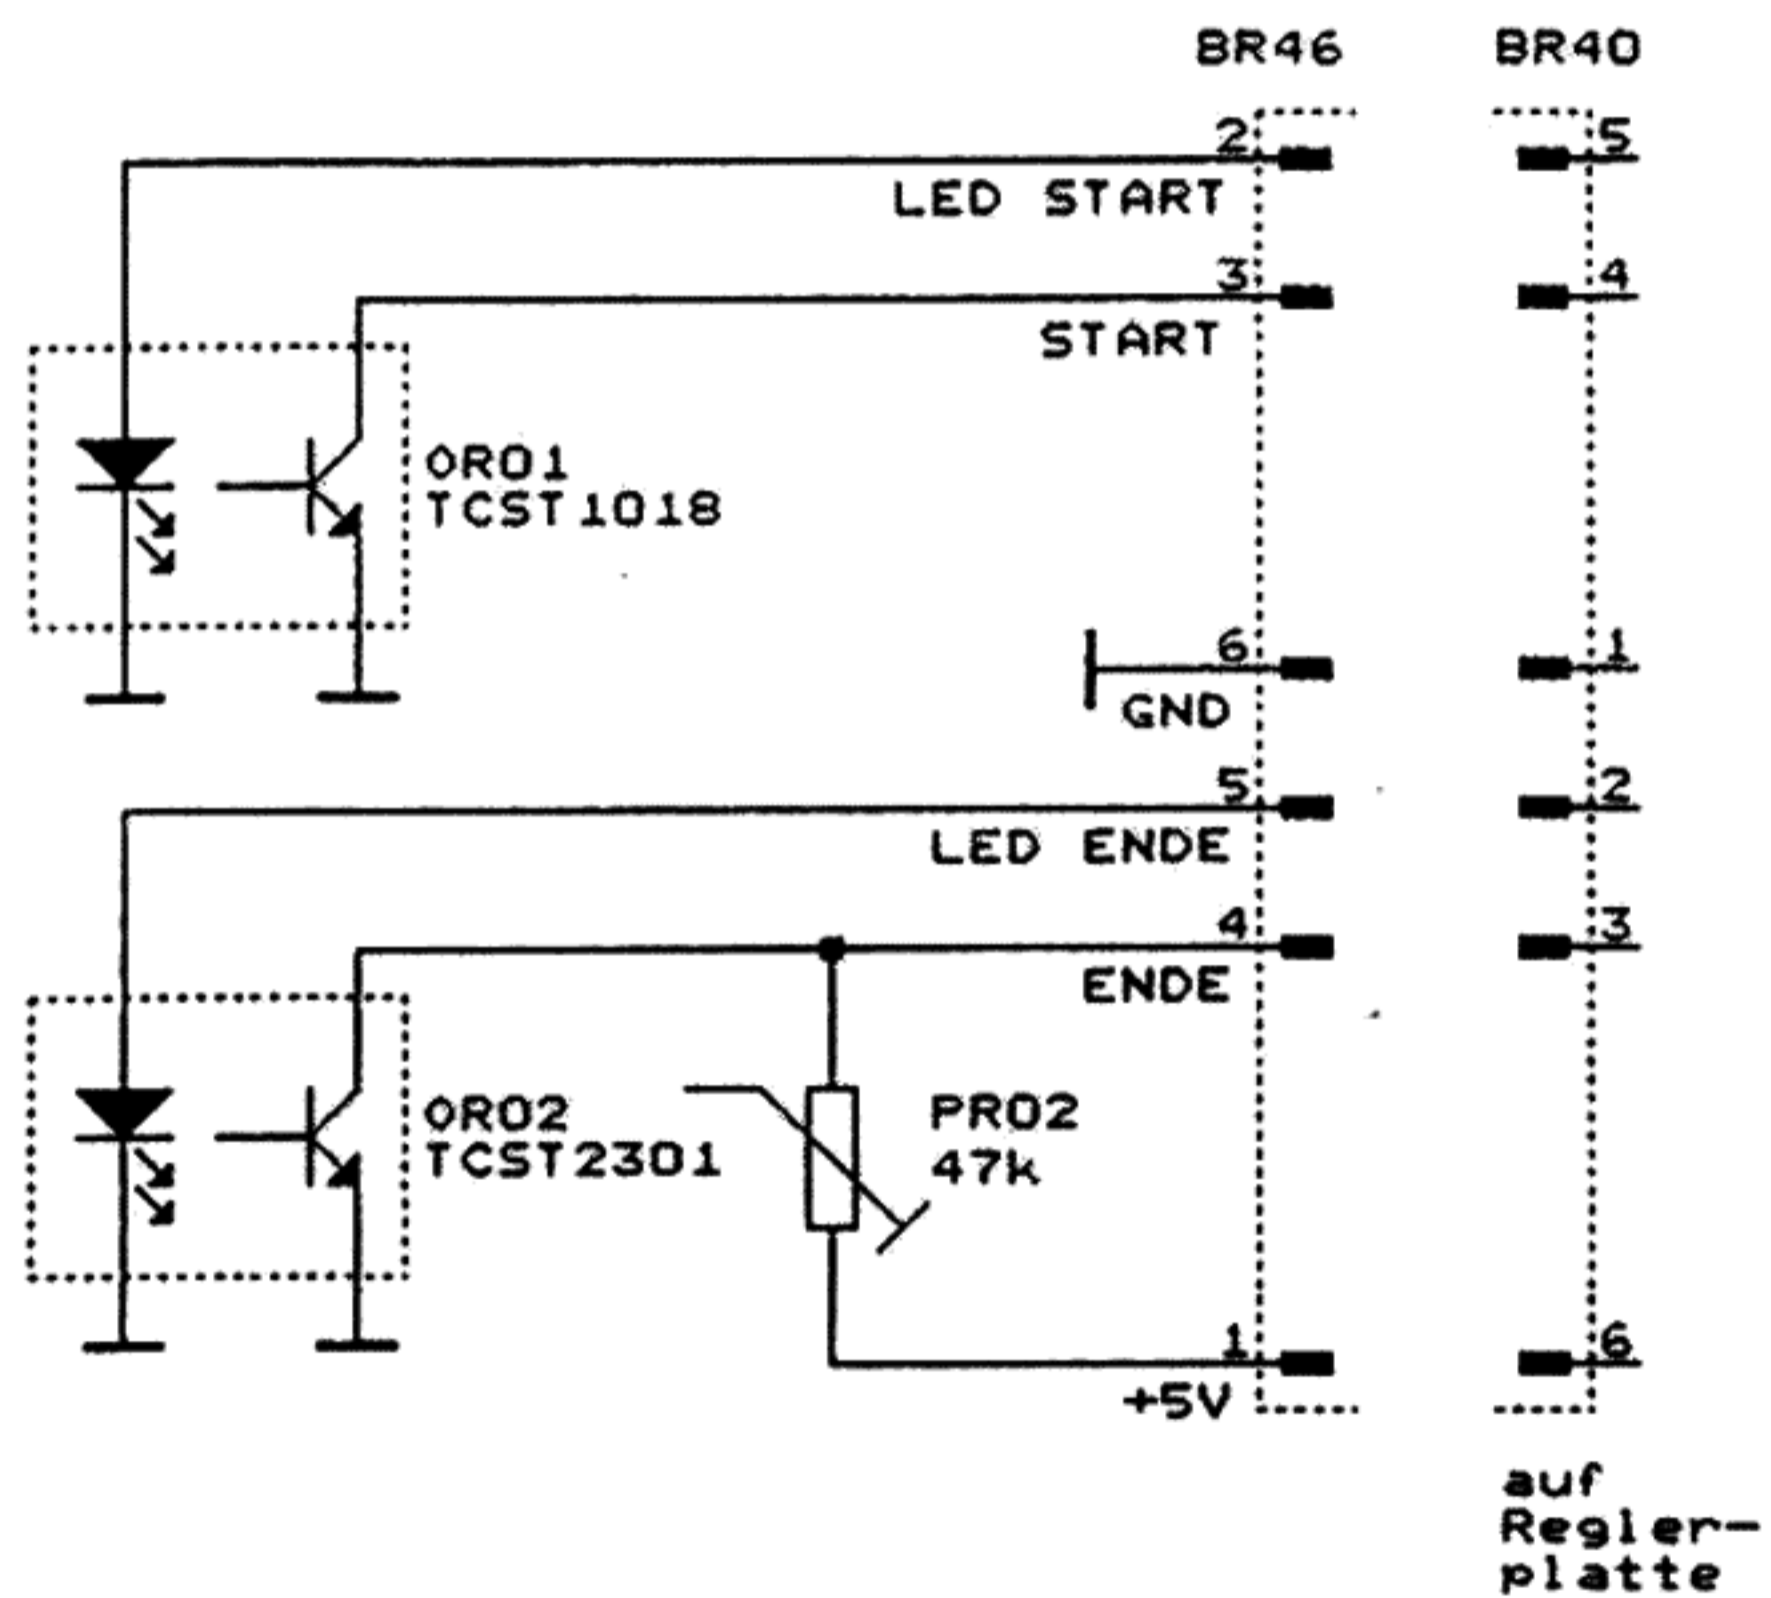 BR46 BR40
2 5
LED START
3 4
START
OR01
TCST1018
6 1
GND
5 2
LED ENDE
4 3
ENDE
OR02 PR02
TCST2301 47k
1 6
+5V
auf
Regler-
platte